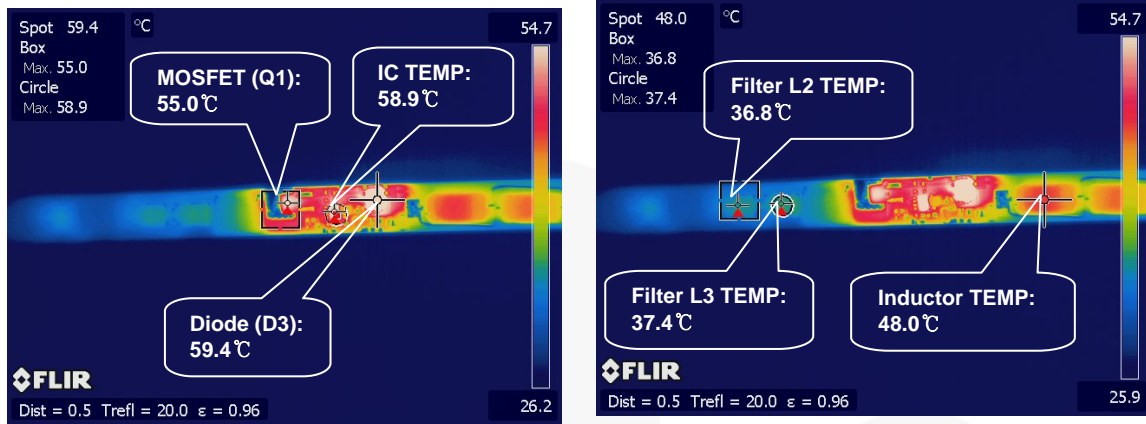 Spot 59.4 °C
Box
Max. 55.0
Circle
Max. 58.9
54.7
MOSFET (Q1):
55.0℃
IC TEMP:
58.9℃
Diode (D3):
59.4℃
FLIR
Dist = 0.5 Trefl = 20.0 ε = 0.96
26.2
Spot 48.0 °C
Box
Max. 36.8
Circle
Max. 37.4
54.7
Filter L2 TEMP:
36.8℃
Filter L3 TEMP:
37.4℃
Inductor TEMP:
48.0℃
FLIR
Dist = 0.5 Trefl = 20.0 ε = 0.96
25.9